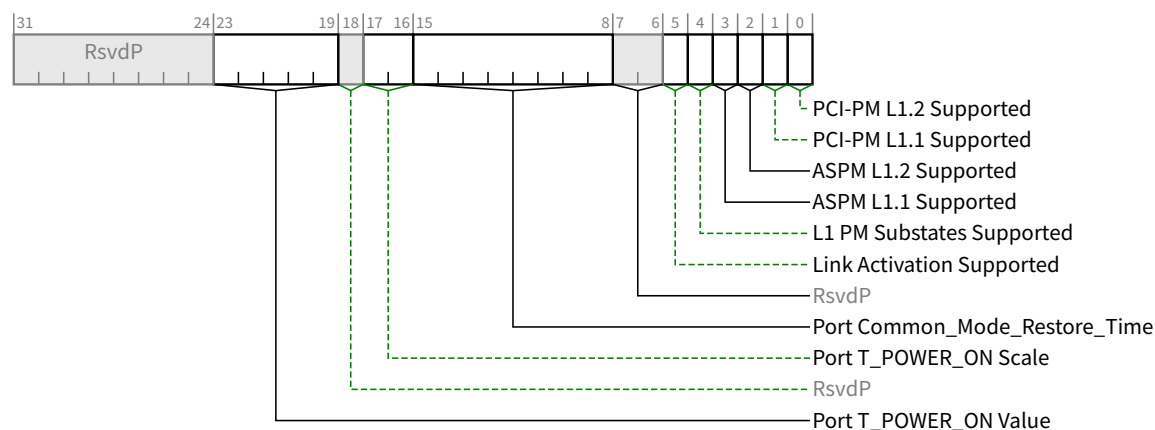 31 24 23 19 18 17 16 15 8 7 6 5 4 3 2 1 0
RsvdP
PCI-PM L1.2 Supported
PCI-PM L1.1 Supported
ASPM L1.2 Supported
ASPM L1.1 Supported
L1 PM Substates Supported
Link Activation Supported
RsvdP
Port Common_Mode_Restore_Time
Port T_POWER_ON Scale
RsvdP
Port T_POWER_ON Value